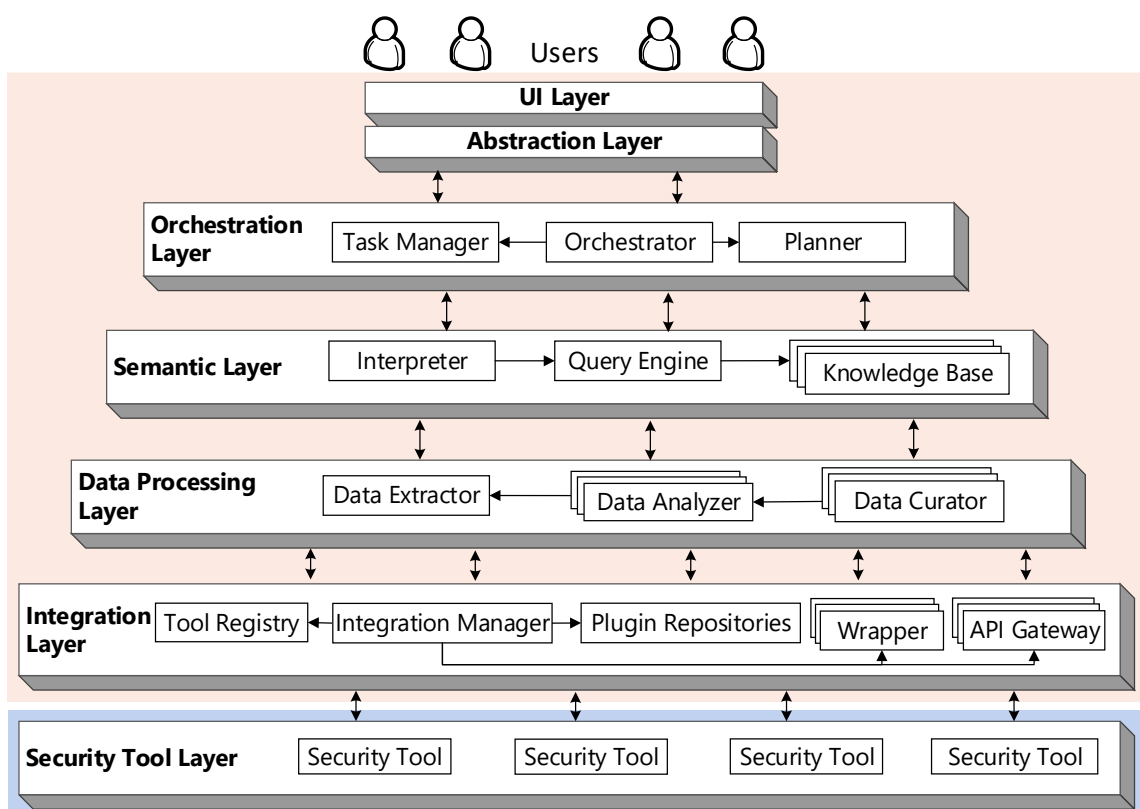 Users
UI Layer
Abstraction Layer
Orchestration
Layer
Task Manager
Orchestrator
Planner
Semantic Layer
Interpreter
Query Engine
Knowledge Base
Data Processing
Layer
Data Extractor
Data Analyzer
Data Curator
Integration
Layer
Tool Registry
Integration Manager
Plugin Repositories
Wrapper
API Gateway
Security Tool Layer
Security Tool
Security Tool
Security Tool
Security Tool